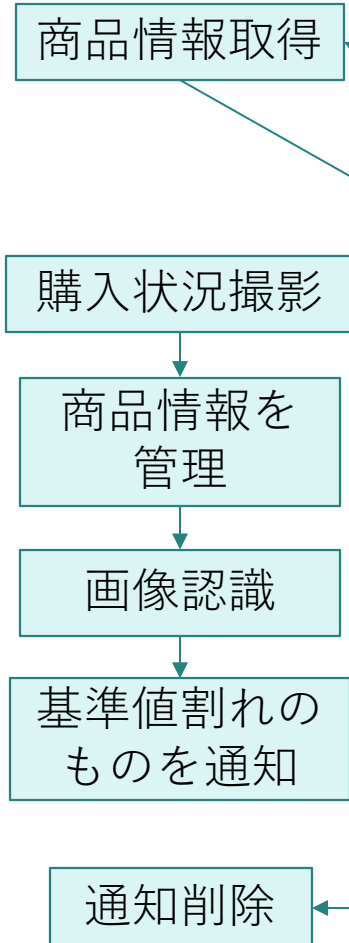 商品情報取得
購入状況撮影
商品情報を
管理
画像認識
基準値割れの
ものを通知
通知削除